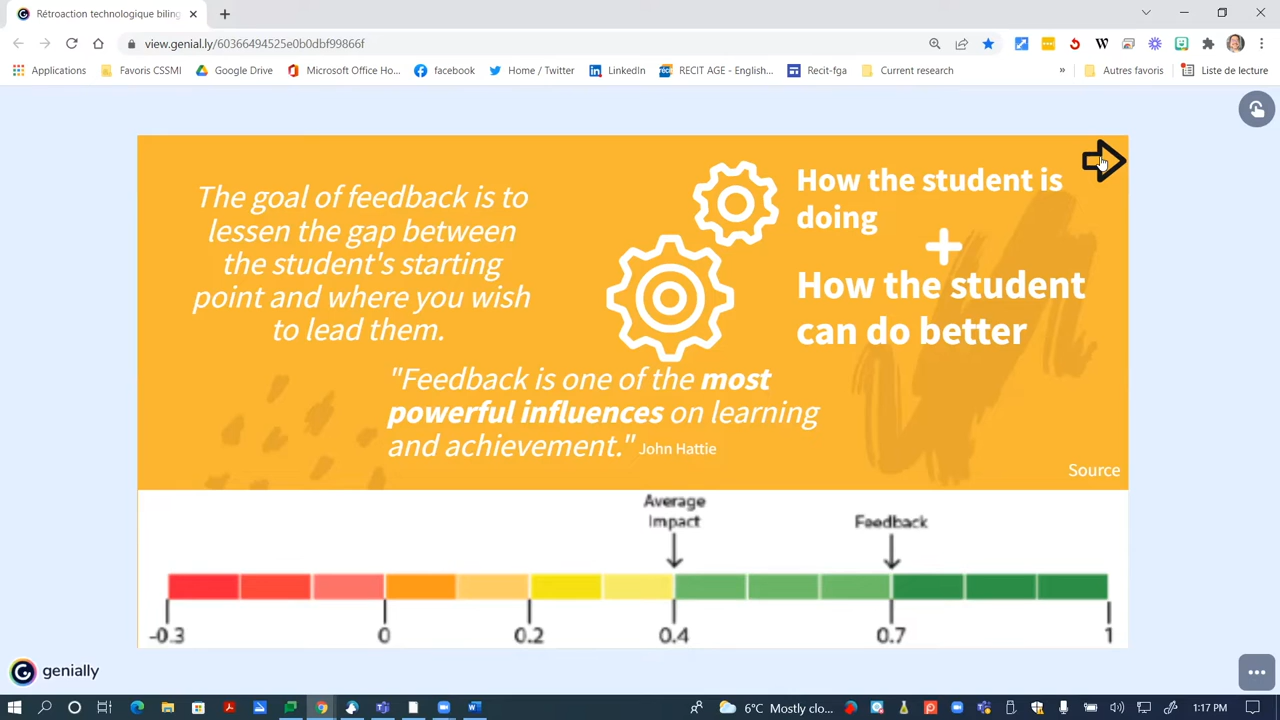 Rétroaction technologique biling
view.genial.ly/60366494525e0b0dbf99866f
Applications
Favoris CSSMI
Google Drive
Microsoft Office Ho...
facebook
Home / Twitter
LinkedIn
RECIT AGE - English...
Recit-fga
Current research
»
Autres favoris
Liste de lecture
The goal of feedback is to
lessen the gap between
the student's starting
point and where you wish
to lead them.
How the student is
doing
+
How the student
can do better
"Feedback is one of the most
powerful influences on learning
and achievement." John Hattie
Source
Average
Impact
Feedback
-0.3
0
0.2
0.4
0.7
1
genially
6°C Mostly clo...
1:17 PM